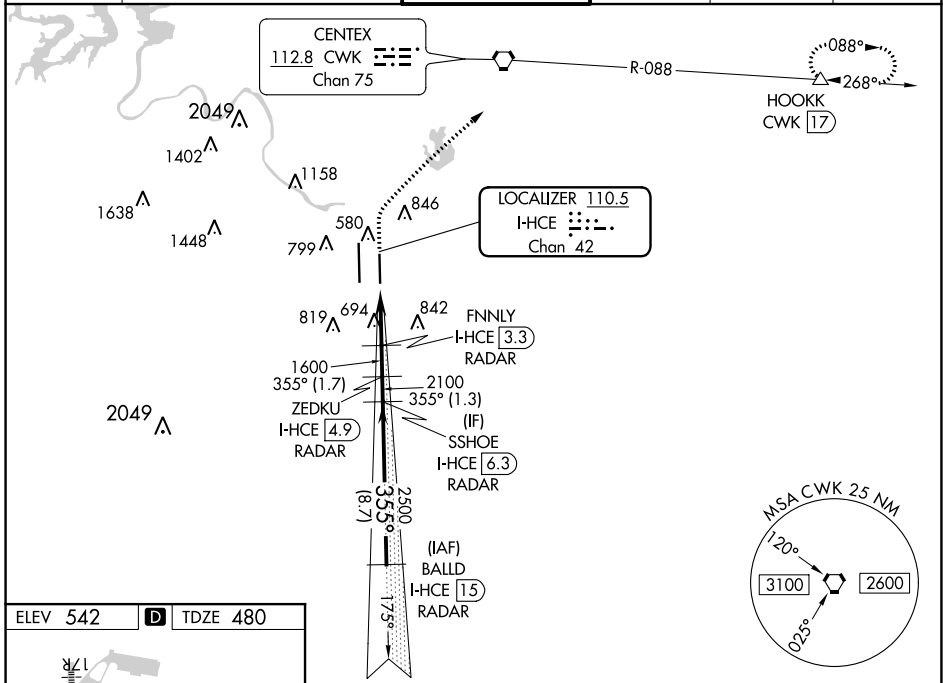 CENTEX
112.8 CWK
Chan 75
R-088
088°
268°
HOOKK
CWK 17
2049
1402
1158
1638
1448
846
580
799
LOCALIZER 110.5
I-HCE
Chan 42
819
694
842
FNNLY
I-HCE 3.3
RADAR
1600
355° (1.7)
2100
355° (1.3)
ZEDKU
I-HCE 4.9
RADAR
(IF)
SSHOE
I-HCE 6.3
RADAR
2049
2500
355°
(8.7)
(IAF)
BALLD
I-HCE 15
RADAR
175°
MSA CWK 25 NM
120°
3100
2600
025°
ELEV 542 D TDZE 480
17R